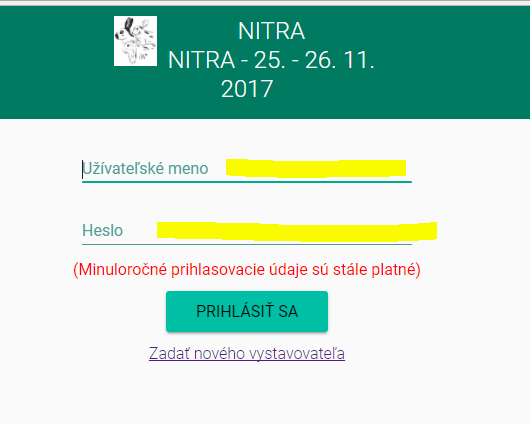 NITRA
NITRA - 25. - 26. 11.
2017
Užívateľské meno
Heslo
(Minuloročné prihlasovacie údaje sú stále platné)
PRIHLÁSIŤ SA
Zadať nového vystavovateľa